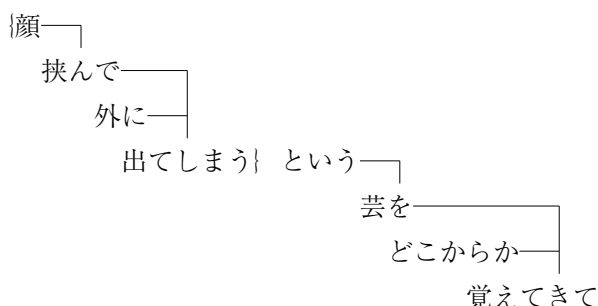 ⦚顔
挟んで
外に
出てしまう⦚ という
芸を
どこからか
覚えてきて